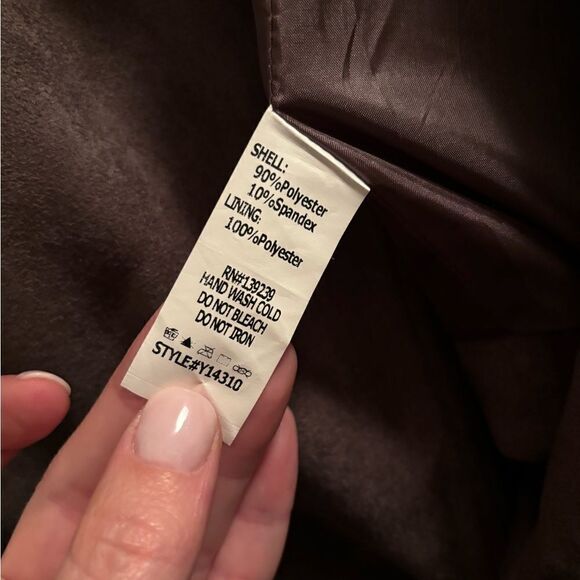 SHELL:
90%Polyester
10%Spandex
LINING:
100%Polyester
RN#139239
HAND WASH COLD
DO NOT BLEACH
DO NOT IRON
STYLE#Y14310